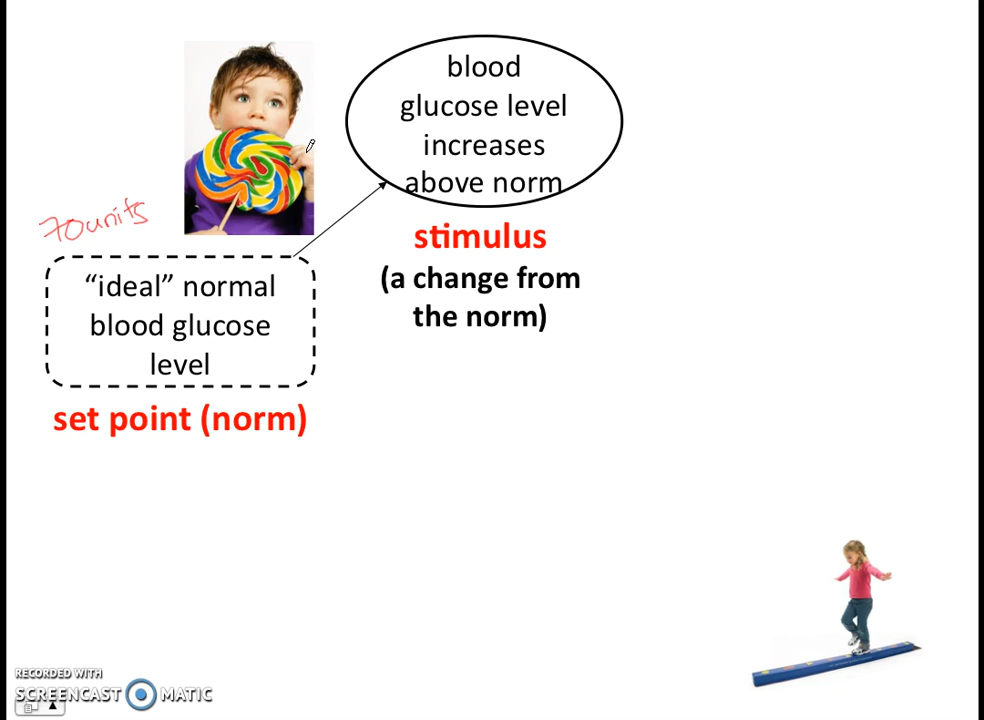 blood
glucose level
increases
above norm
70units
stimulus
(a change from
the norm)
“ideal” normal
blood glucose
level
set point (norm)
RECORDED WITH
SCREENCAST MATIC